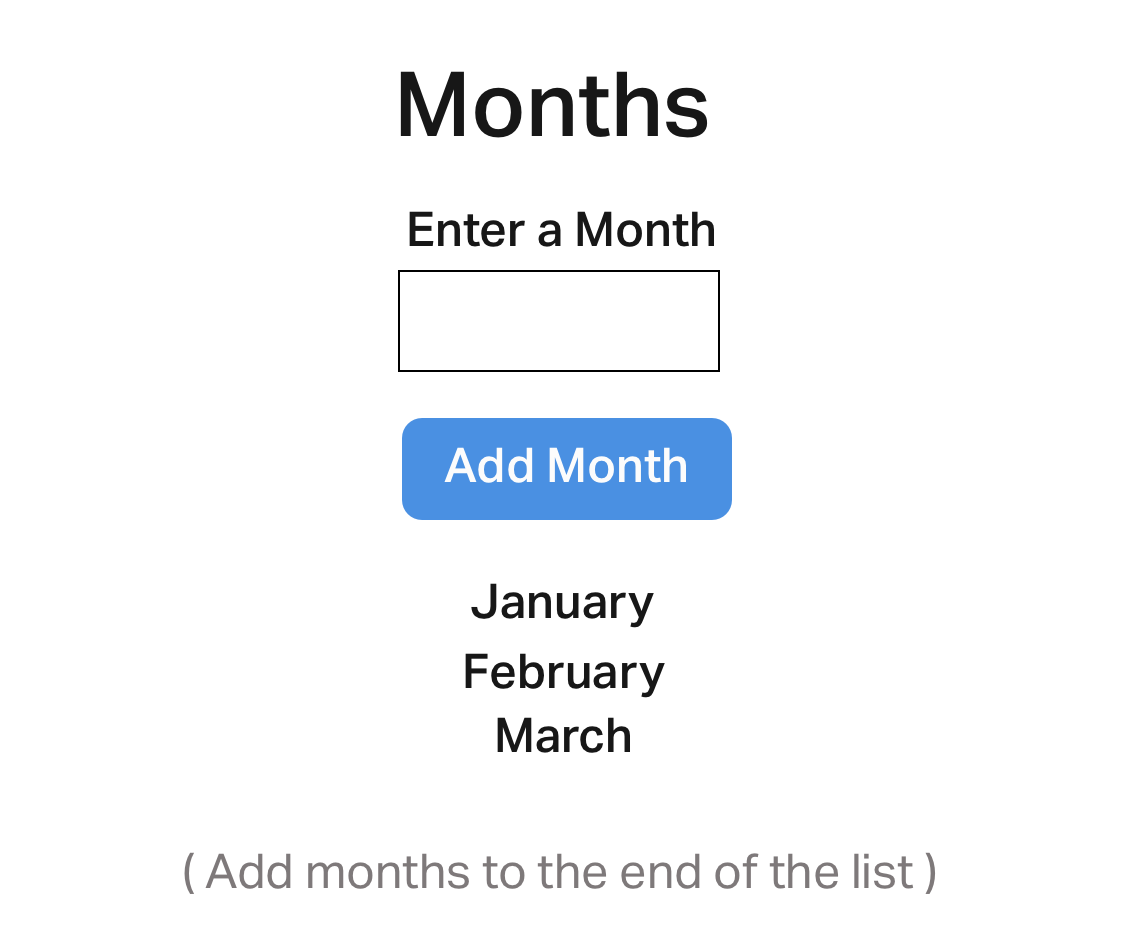 Months
Enter a Month
Add Month
January
February
March
( Add months to the end of the list )